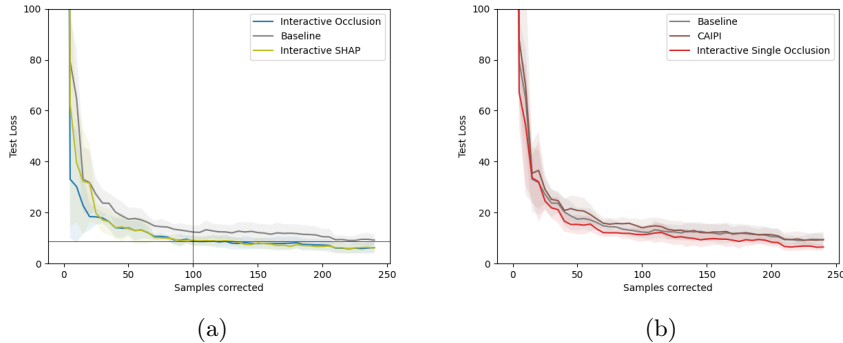 100
80
60
40
20
0
Test Loss
Interactive Occlusion
Baseline
Interactive SHAP
0 50 100 150 200 250
Samples corrected
(a)
100
80
60
40
20
0
Test Loss
Baseline
CAIPI
Interactive Single Occlusion
0 50 100 150 200 250
Samples corrected
(b)